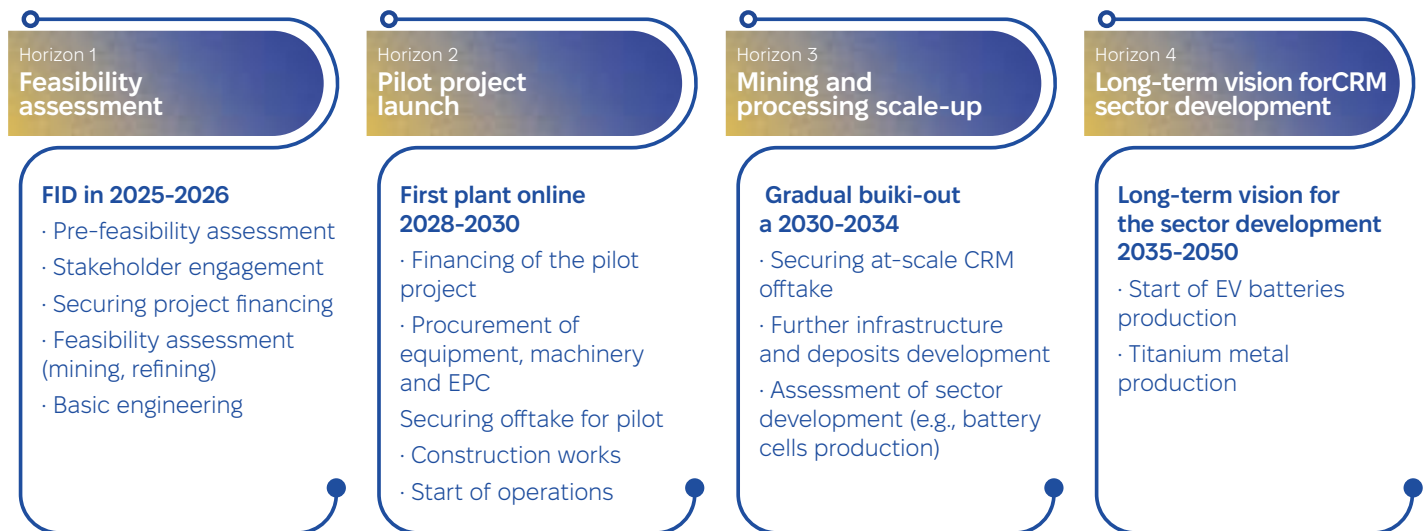 Horizon 1
Feasibility
assessment
FID in 2025-2026
· Pre-feasibility assessment
· Stakeholder engagement
· Securing project financing
· Feasibility assessment
(mining, refining)
· Basic engineering
Horizon 2
Pilot project
launch
First plant online
2028-2030
· Financing of the pilot
project
· Procurement of
equipment, machinery
and EPC
Securing offtake for pilot
· Construction works
· Start of operations
Horizon 3
Mining and
processing scale-up
Gradual buiki-out
a 2030-2034
· Securing at-scale CRM
offtake
· Further infrastructure
and deposits development
· Assessment of sector
development (e.g., battery
cells production)
Horizon 4
Long-term vision forCRM
sector development
Long-term vision for
the sector development
2035-2050
· Start of EV batteries
production
· Titanium metal
production